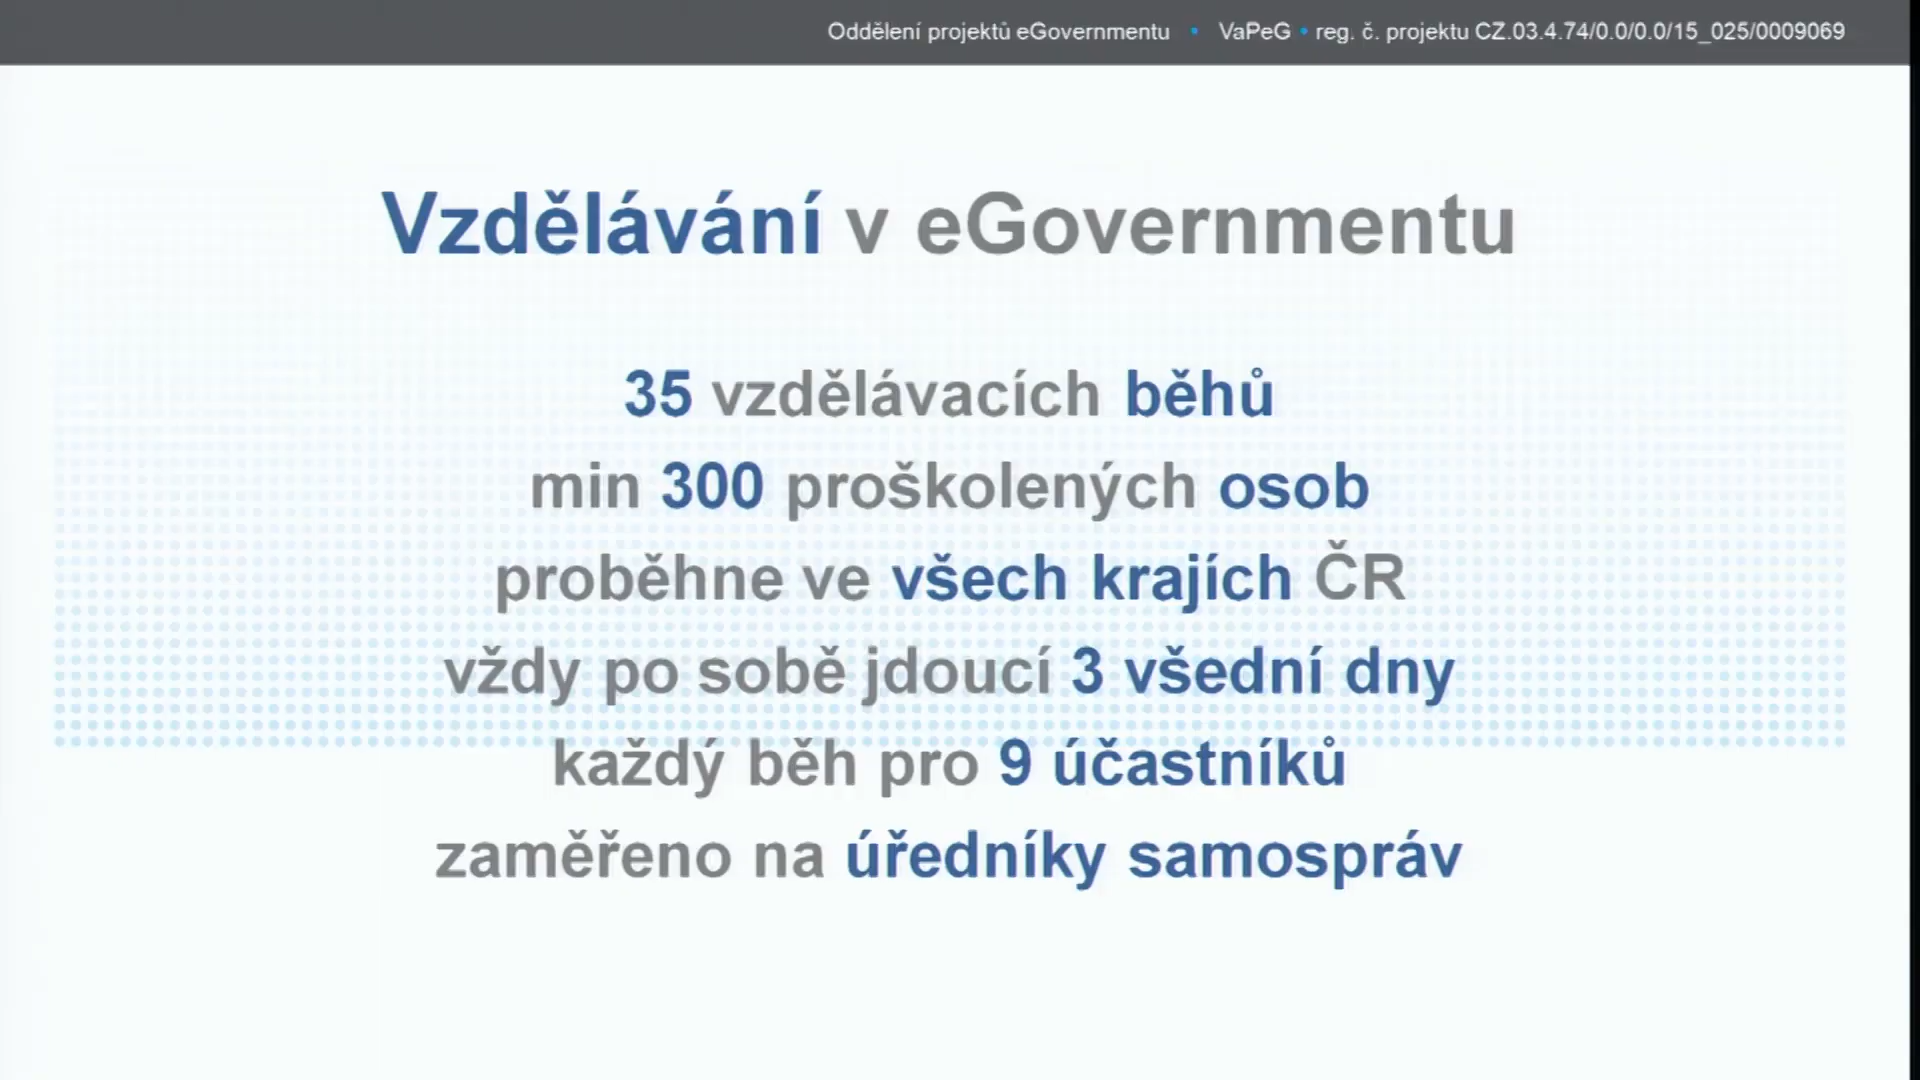 Oddělení projektů eGovernmentu • VaPeG • reg. č. projektu CZ.03.4.74/0.0/0.0/15_025/0009069
Vzdělávání v eGovernmentu
35 vzdělávacích běhů
min 300 proškolených osob
proběhne ve všech krajích ČR
vždy po sobě jdoucí 3 všední dny
každý běh pro 9 účastníků
zaměřeno na úředníky samospráv